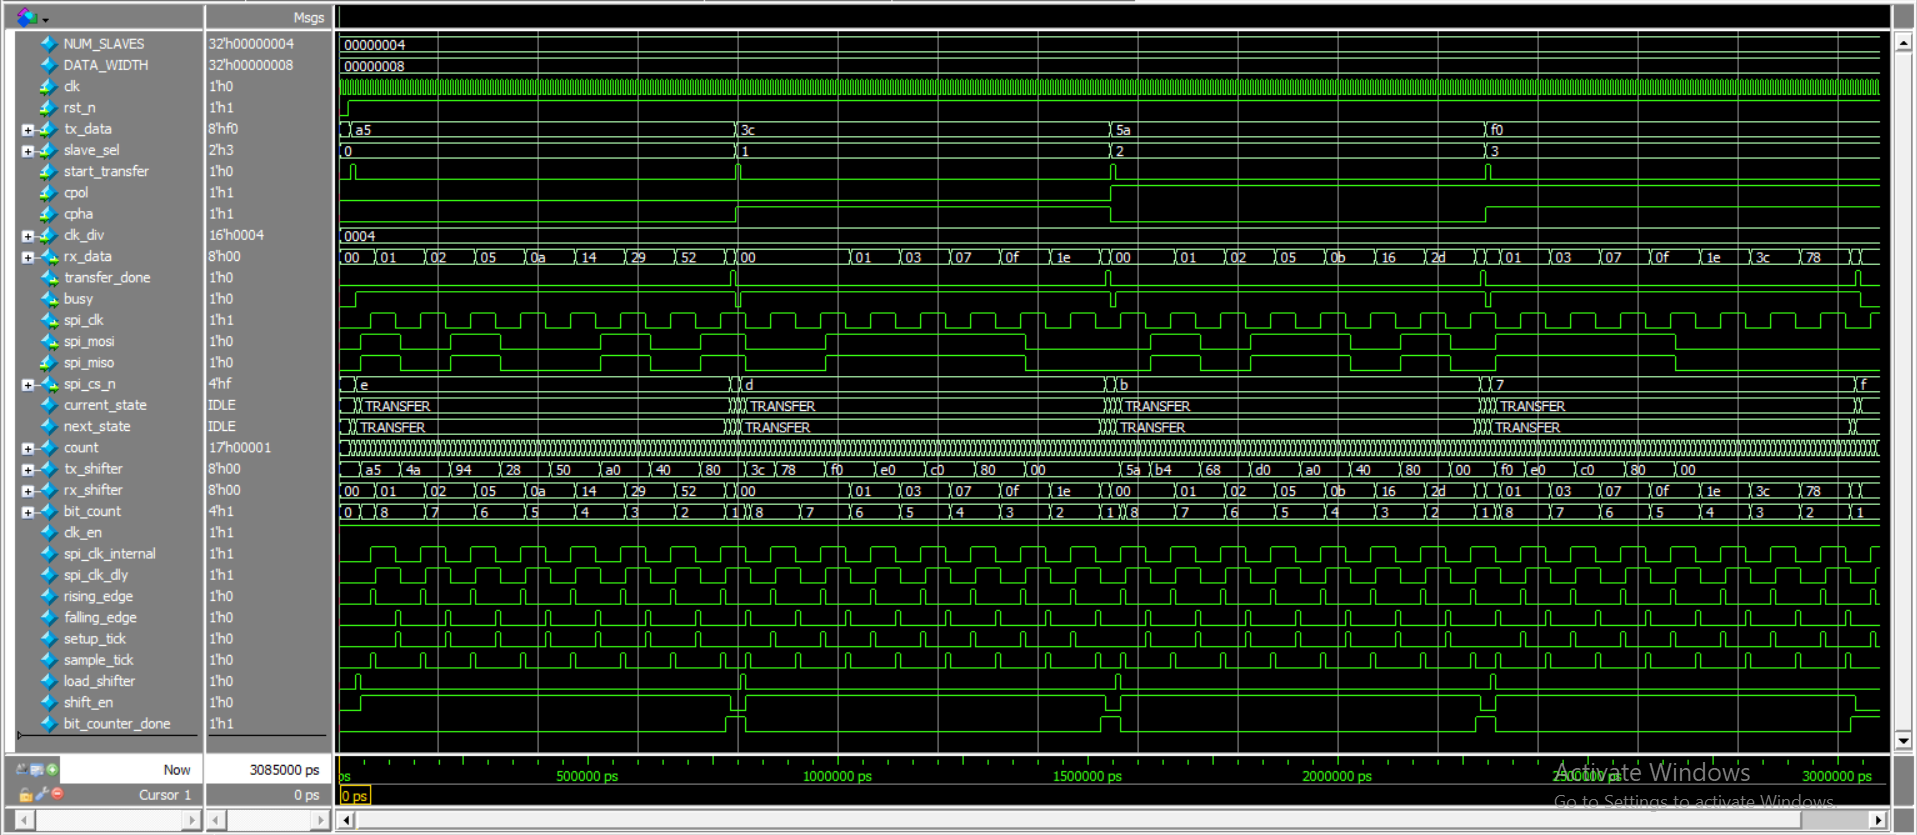 Msgs
NUM_SLAVES 32'h00000004 00000004
DATA_WIDTH 32'h00000008 00000008
clk 1'h0
rst_n 1'h1
tx_data 8'hf0 a5 3c 5a f0
slave_sel 2'h3 0 1 2 3
start_transfer 1'h0
cpol 1'h1
cpha 1'h1
clk_div 16'h0004 0004
rx_data 8'h00 00 01 02 05 0a 14 29 52 00 01 03 07 0f 1e 00 01 02 05 0b 16 2d 01 03 07 0f 1e 3c 78
transfer_done 1'h0
busy 1'h0
spi_clk 1'h1
spi_mosi 1'h0
spi_miso 1'h0
spi_cs_n 4'hf e d b 7 f
current_state IDLE TRANSFER TRANSFER TRANSFER TRANSFER
next_state IDLE TRANSFER TRANSFER TRANSFER TRANSFER
count 17'h00001
tx_shifter 8'h00 a5 4a 94 28 50 a0 40 80 3c 78 f0 e0 c0 80 00 5a b4 68 d0 a0 40 80 00 f0 e0 c0 80 00
rx_shifter 8'h00 00 01 02 05 0a 14 29 52 00 01 03 07 0f 1e 00 01 02 05 0b 16 2d 01 03 07 0f 1e 3c 78
bit_count 4'h1 0 8 7 6 5 4 3 2 1 8 7 6 5 4 3 2 1 8 7 6 5 4 3 2 1 8 7 6 5 4 3 2 1
clk_en 1'h1
spi_clk_internal 1'h1
spi_clk_dly 1'h1
rising_edge 1'h0
falling_edge 1'h0
setup_tick 1'h0
sample_tick 1'h0
load_shifter 1'h0
shift_en 1'h0
bit_counter_done 1'h1
Now 3085000 ps ps 500000 ps 1000000 ps 1500000 ps 2000000 ps 2500000 ps 3000000 ps
Cursor 1 0 ps 0 ps
Activate Windows
Go to Settings to activate Windows.